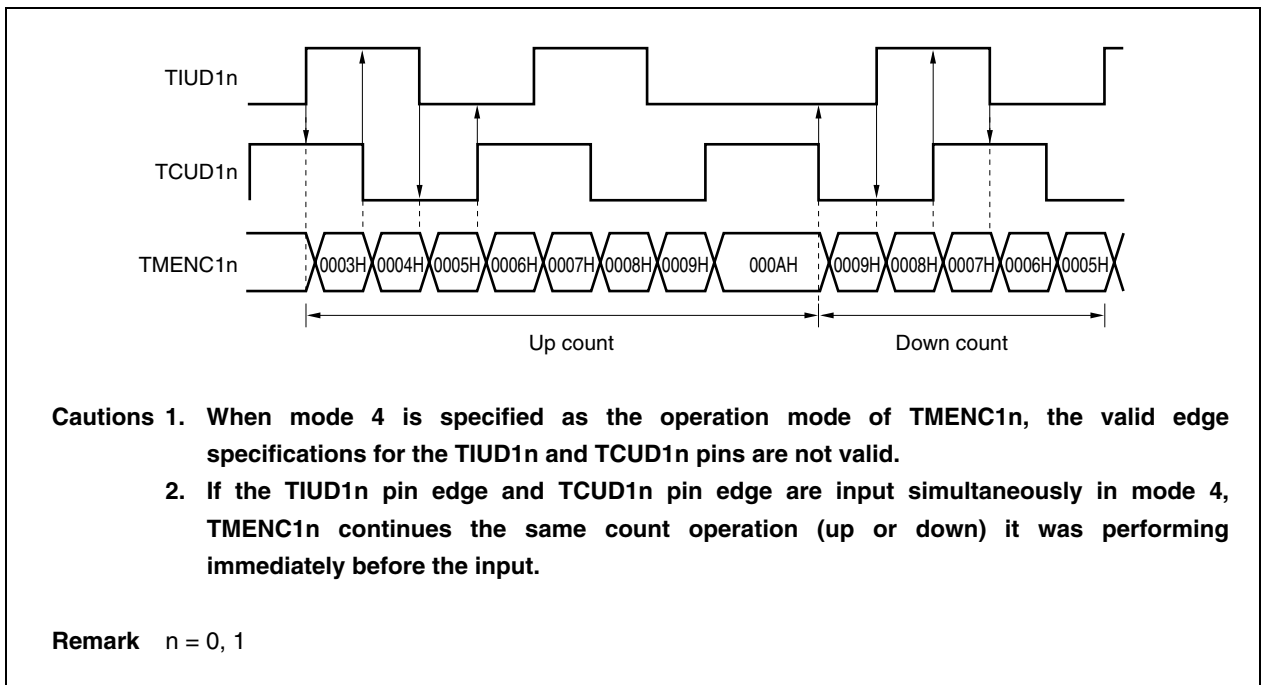 TIUD1n
TCUD1n
TMENC1n 0003H 0004H 0005H 0006H 0007H 0008H 0009H 000AH 0009H 0008H 0007H 0006H 0005H
Up count Down count
Cautions 1. When mode 4 is specified as the operation mode of TMENC1n, the valid edge
specifications for the TIUD1n and TCUD1n pins are not valid.
2. If the TIUD1n pin edge and TCUD1n pin edge are input simultaneously in mode 4,
TMENC1n continues the same count operation (up or down) it was performing
immediately before the input.
Remark n = 0, 1